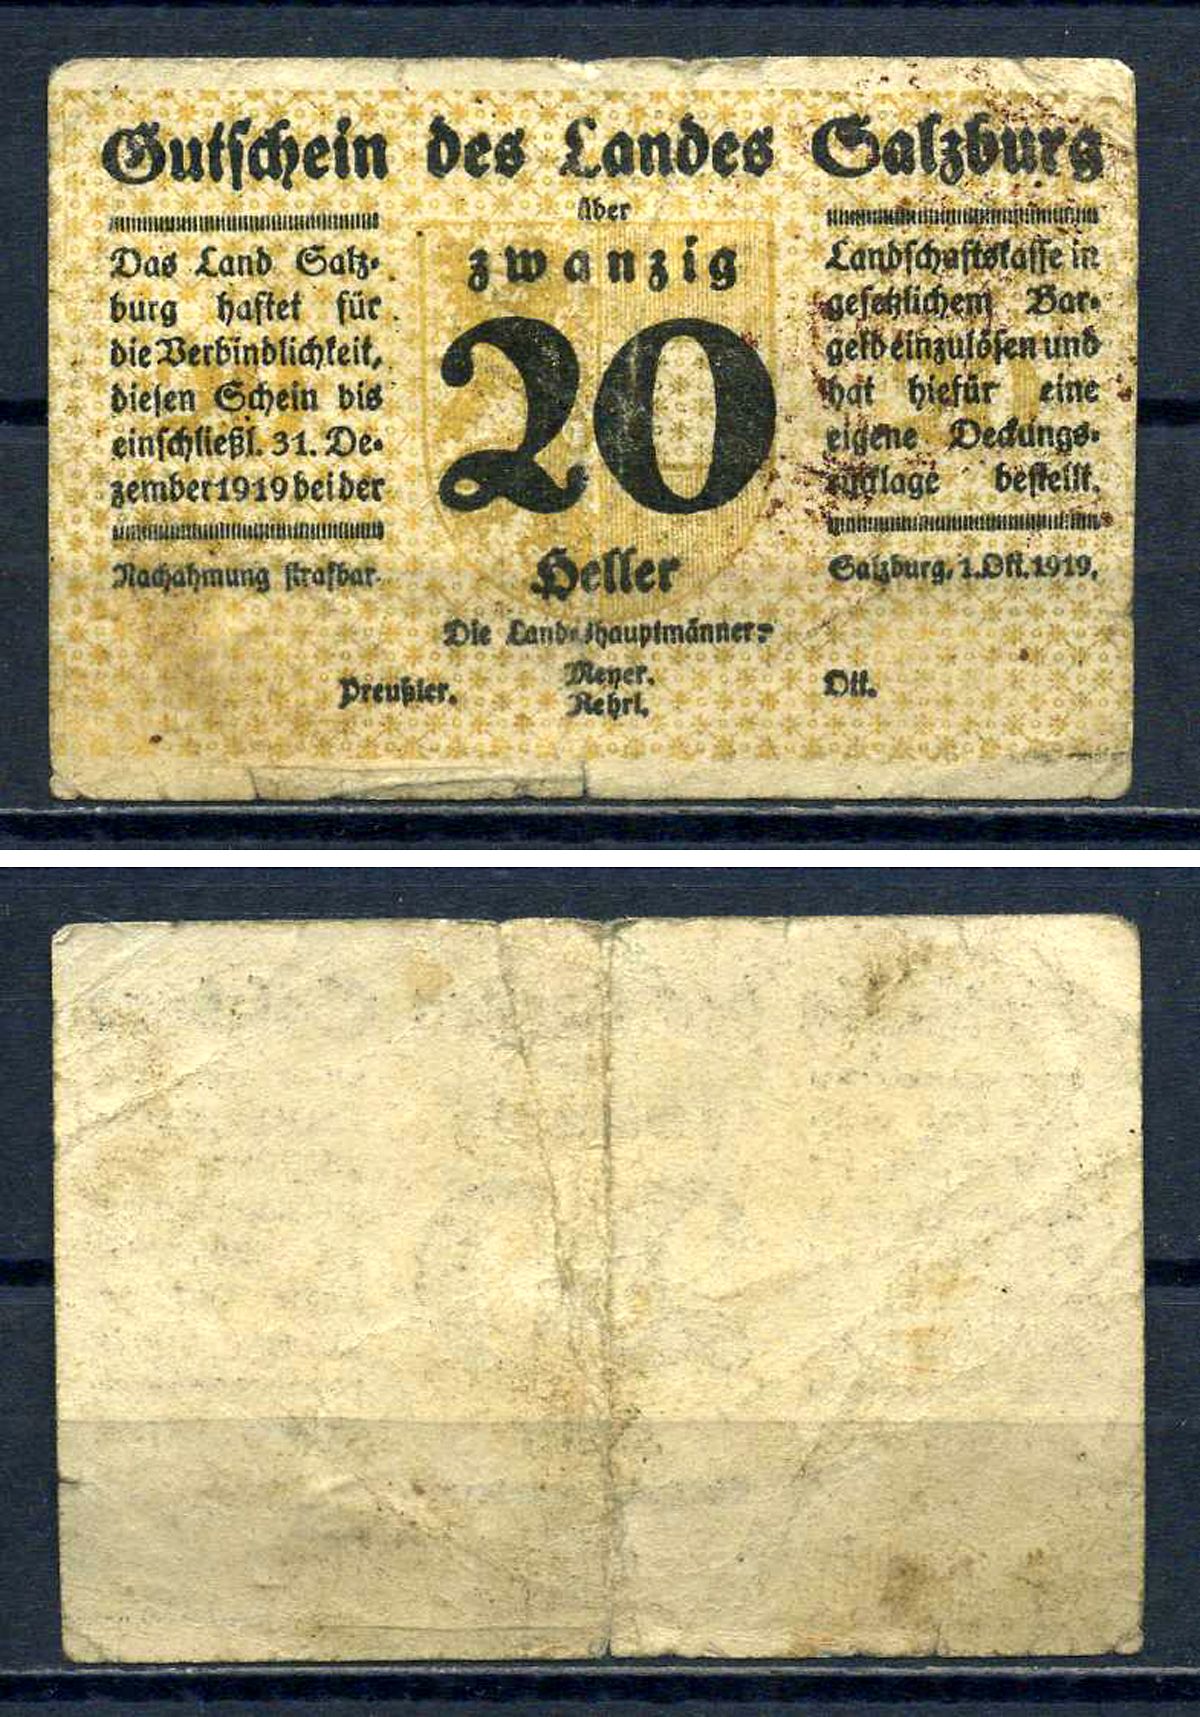 Gutschein des Landes Salzburg
über
zwanzig
20
Heller
Das Land Salz-
burg haftet für
die Verbindlichkeit,
diesen Schein bis
einschließl. 31. De-
zember 1919 bei der
Landschaftskasse in
gesetzlichem Bar-
geld einzulösen und
hat hiefür eine
eigene Deckungs-
rücklage bestellt.
Nachahmung strafbar.
Salzburg, 1. Okt. 1919.
Die Landeshauptmänner:
Preußler.
Meyer.
Rehrl.
Ott.